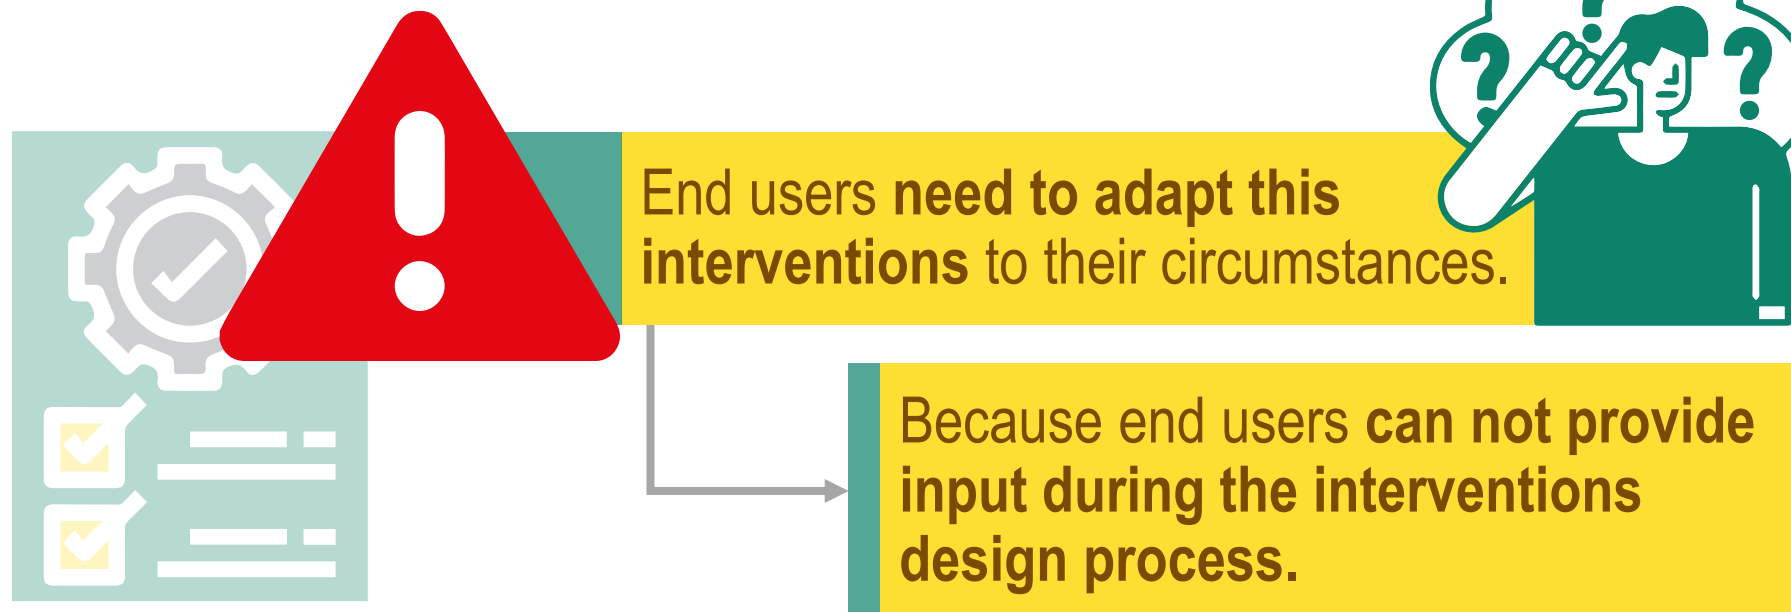 End users need to adapt this
interventions to their circumstances.
Because end users can not provide
input during the interventions
design process.